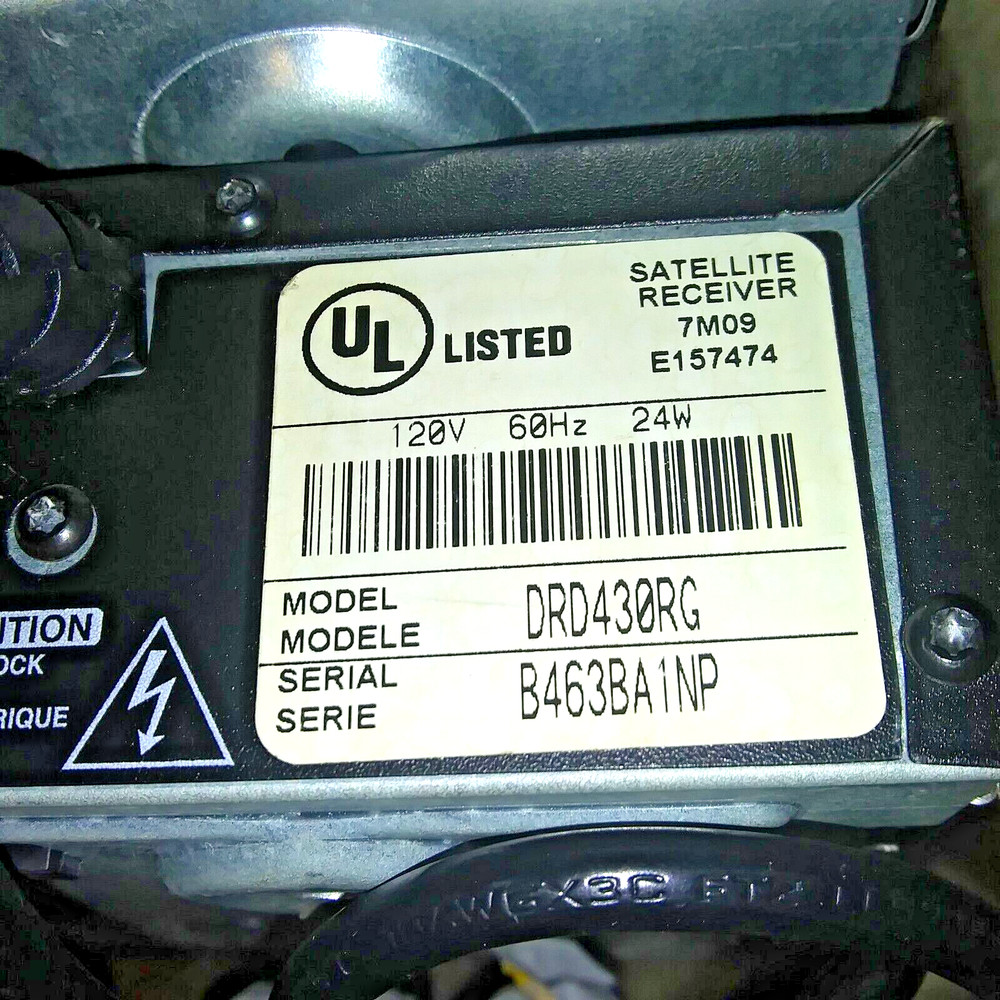 UL LISTED
SATELLITE
RECEIVER
7M09
E157474
120V 60Hz 24W
MODEL
MODELE
DRD430RG
SERIAL
SERIE
B463BA1NP
UTION
OCK
RIQUE